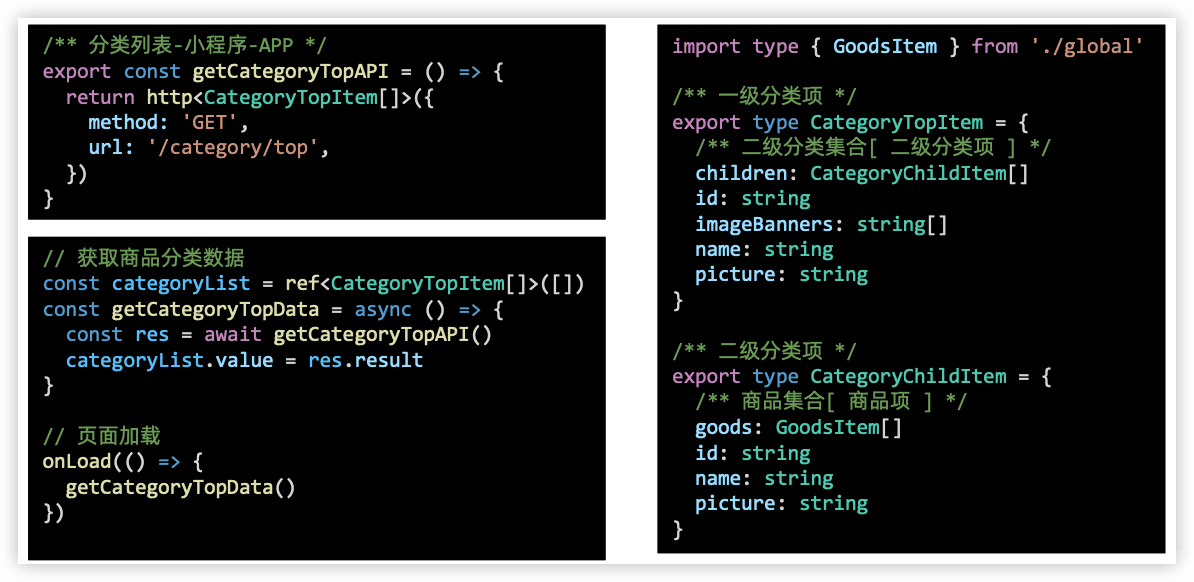 /** 分类列表-小程序-APP */
export const getCategoryTopAPI = () => {
  return http<CategoryTopItem[]>({
    method: 'GET',
    url: '/category/top',
  })
}
// 获取商品分类数据
const categoryList = ref<CategoryTopItem[]>([])
const getCategoryTopData = async () => {
  const res = await getCategoryTopAPI()
  categoryList.value = res.result
}
// 页面加载
onLoad(() => {
  getCategoryTopData()
})
import type { GoodsItem } from './global'
/** 一级分类项 */
export type CategoryTopItem = {
  /** 二级分类集合[ 二级分类项 ] */
  children: CategoryChildItem[]
  id: string
  imageBanners: string[]
  name: string
  picture: string
}
/** 二级分类项 */
export type CategoryChildItem = {
  /** 商品集合[ 商品项 ] */
  goods: GoodsItem[]
  id: string
  name: string
  picture: string
}